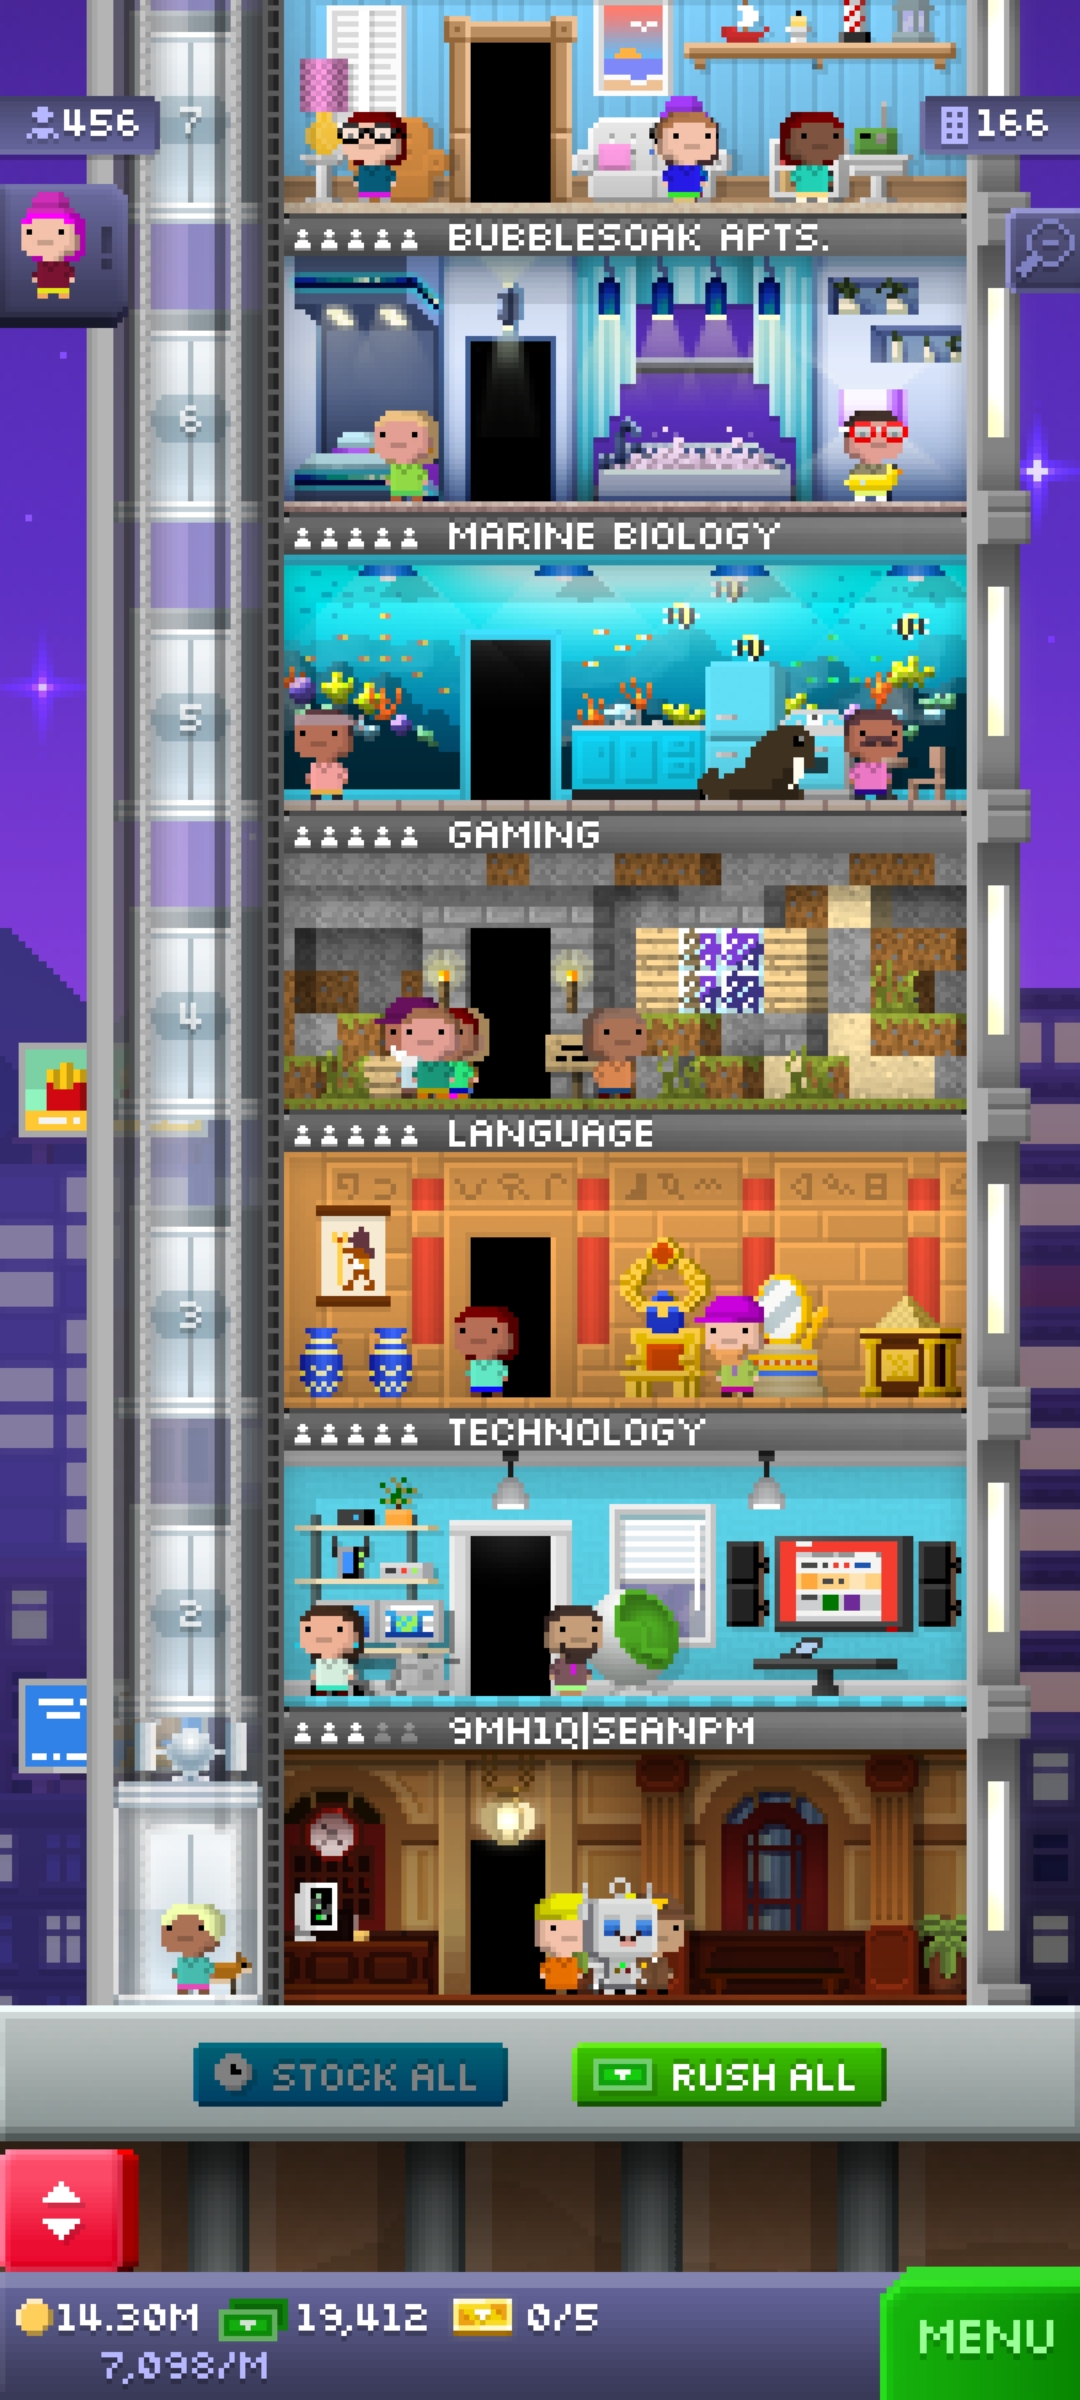 7
456
166
!
BUBBLESOAK APTS.
6
MARINE BIOLOGY
5
GAMING
4
LANGUAGE
3
TECHNOLOGY
2
9MH1Q|SEANPM
STOCK ALL
RUSH ALL
14.30M
19,412
0/5
7,098/M
MENU